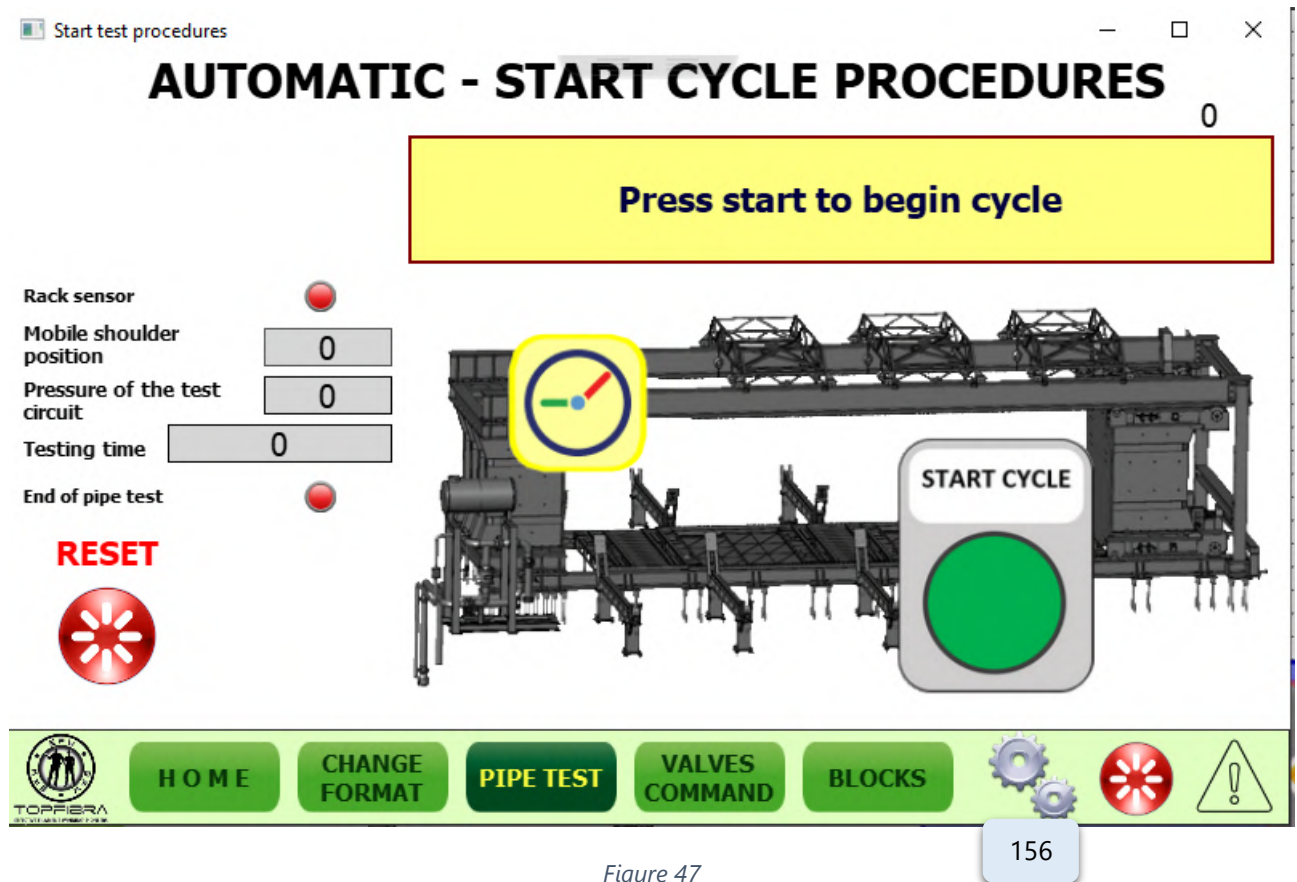 Start test procedures
AUTOMATIC - START CYCLE PROCEDURES
0
Press start to begin cycle
Rack sensor
Mobile shoulder
position
0
Pressure of the test
circuit
0
Testing time
0
End of pipe test
RESET
START CYCLE
TOPFIBRA
H O M E
CHANGE
FORMAT
PIPE TEST
VALVES
COMMAND
BLOCKS
156
Figure 47